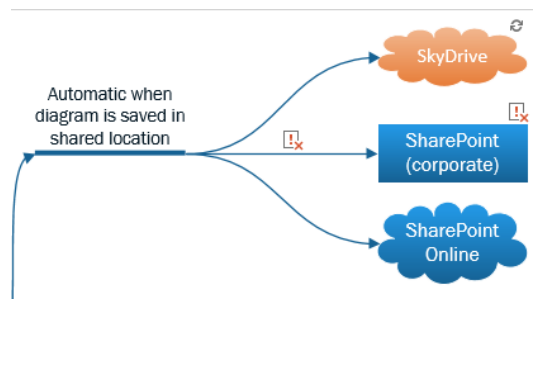 SkyDrive
Automatic when
diagram is saved in
shared location
SharePoint
(corporate)
SharePoint
Online